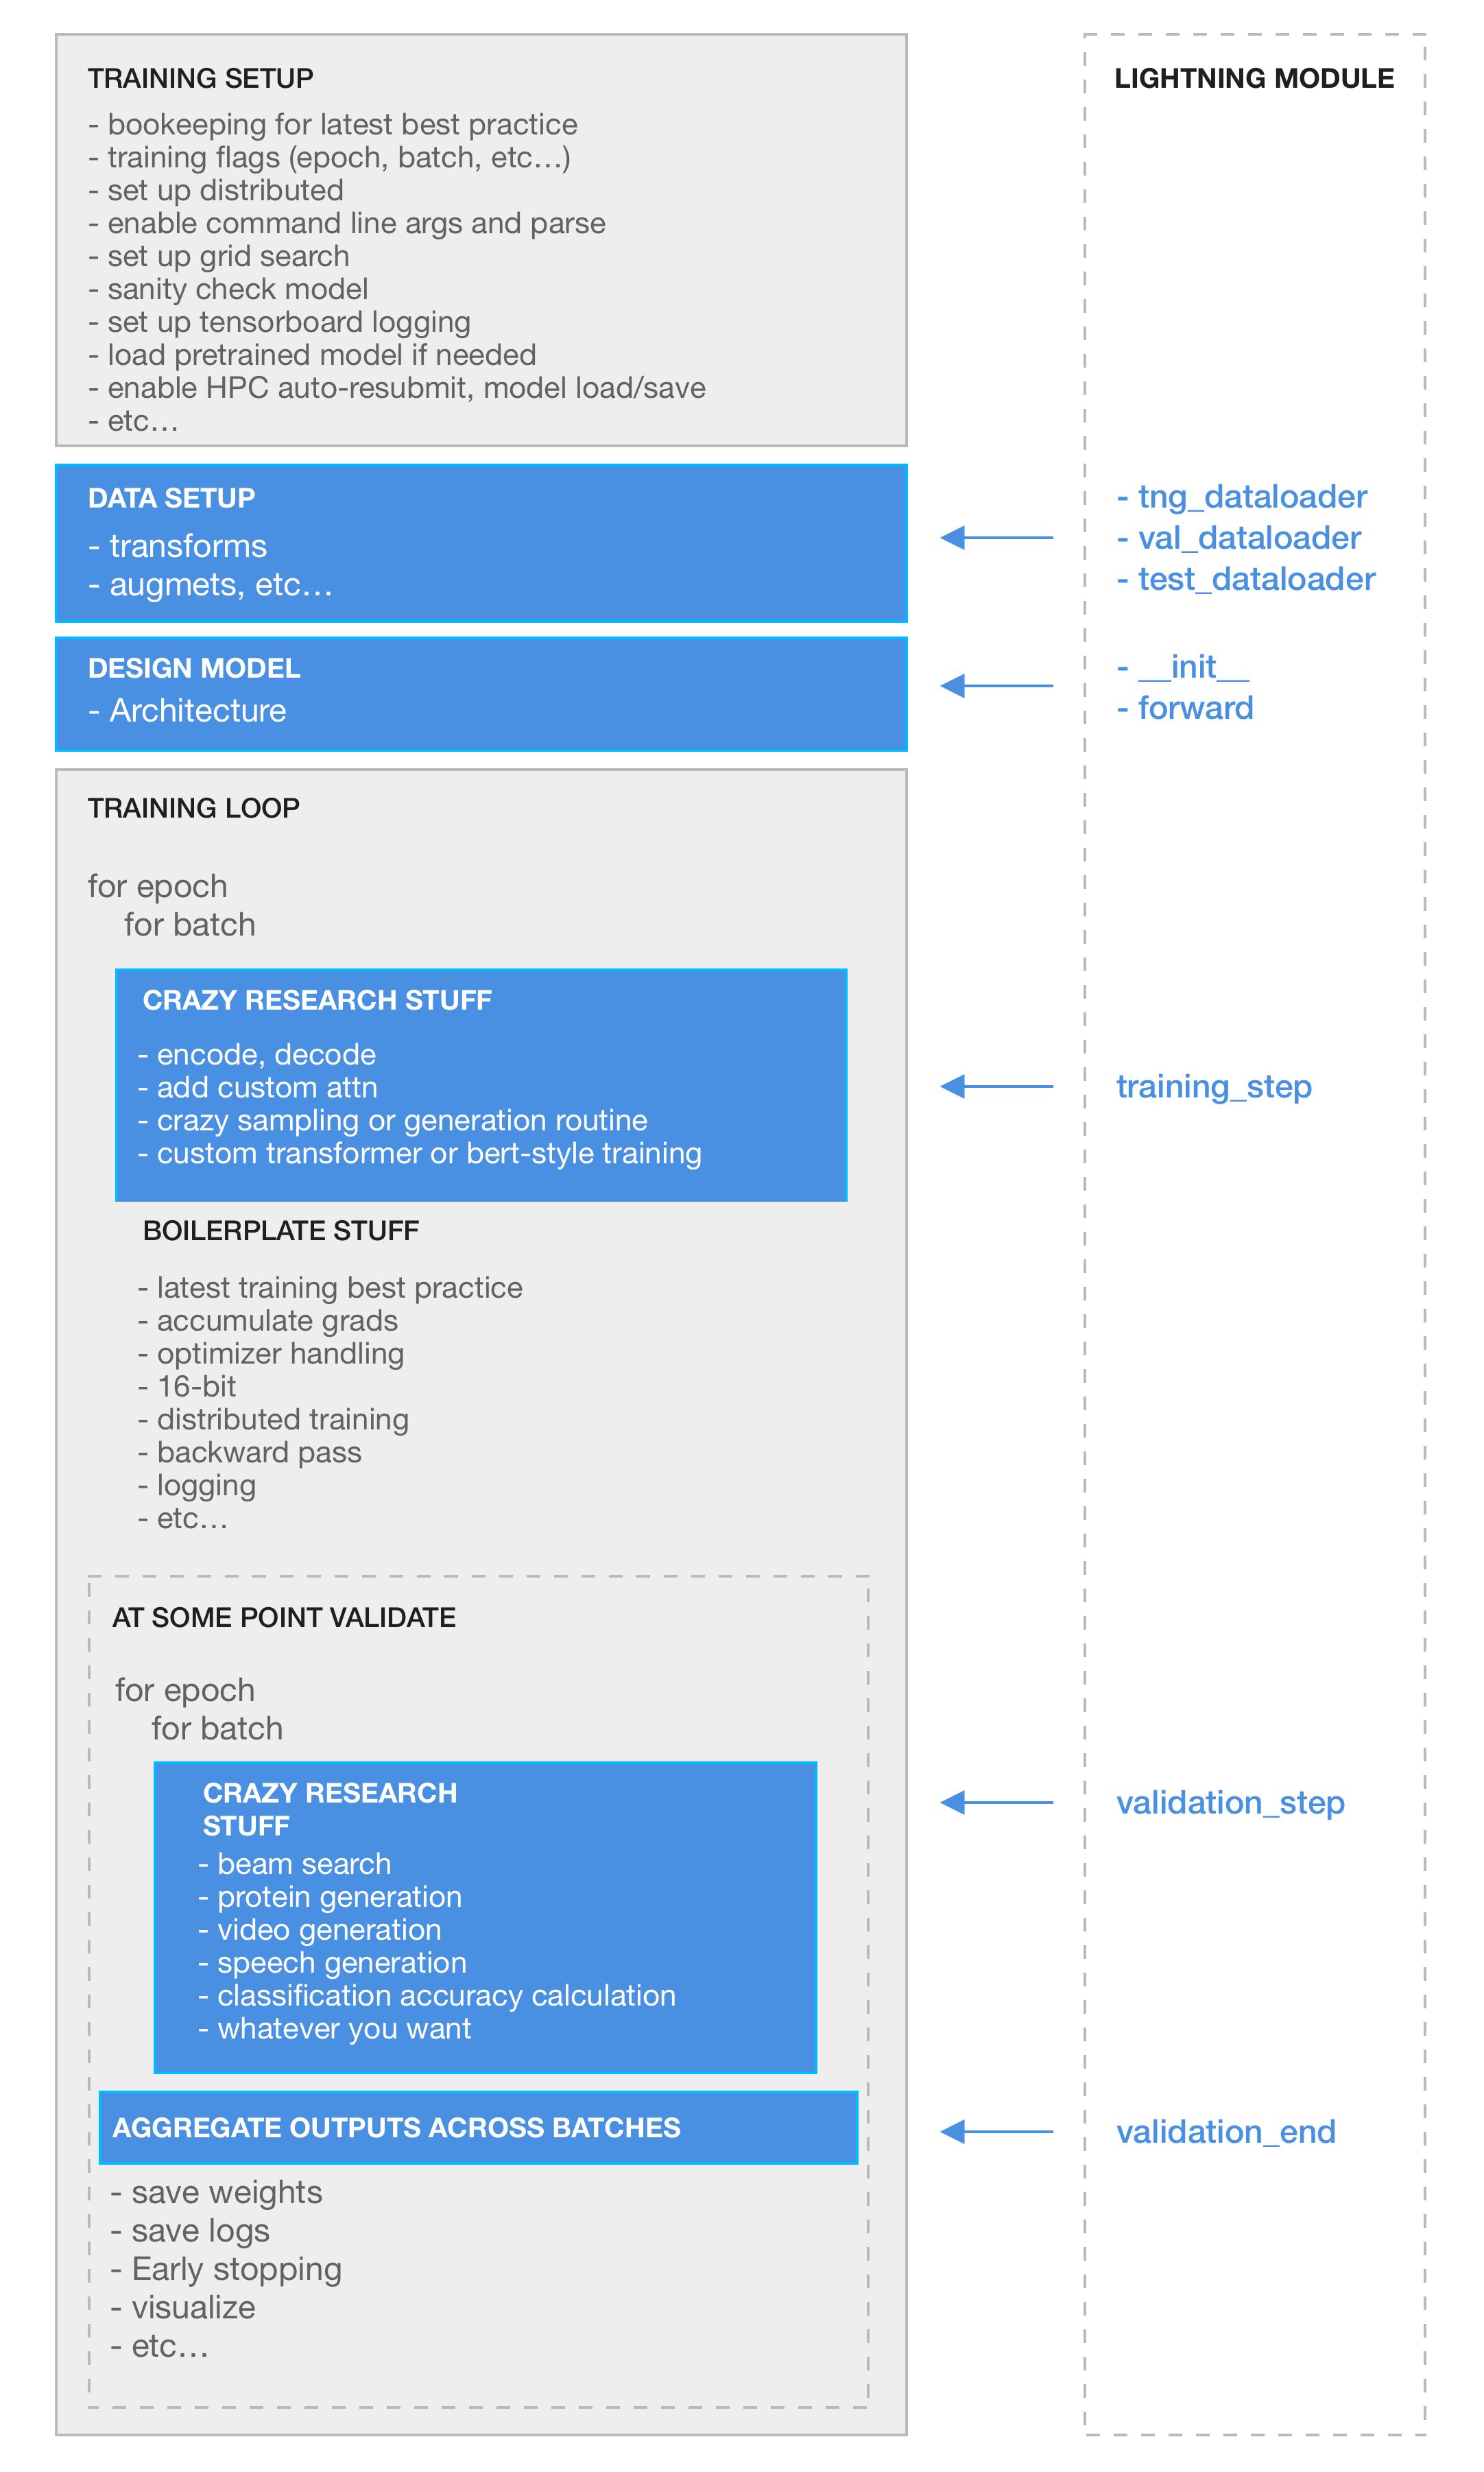 TRAINING SETUP
- bookeeping for latest best practice
- training flags (epoch, batch, etc…)
- set up distributed
- enable command line args and parse
- set up grid search
- sanity check model
- set up tensorboard logging
- load pretrained model if needed
- enable HPC auto-resubmit, model load/save
- etc…
DATA SETUP
- transforms
- augmets, etc…
DESIGN MODEL
- Architecture
TRAINING LOOP
for epoch
for batch
CRAZY RESEARCH STUFF
- encode, decode
- add custom attn
- crazy sampling or generation routine
- custom transformer or bert-style training
BOILERPLATE STUFF
- latest training best practice
- accumulate grads
- optimizer handling
- 16-bit
- distributed training
- backward pass
- logging
- etc…
AT SOME POINT VALIDATE
for epoch
for batch
CRAZY RESEARCH
STUFF
- beam search
- protein generation
- video generation
- speech generation
- classification accuracy calculation
- whatever you want
AGGREGATE OUTPUTS ACROSS BATCHES
- save weights
- save logs
- Early stopping
- visualize
- etc…
LIGHTNING MODULE
- tng_dataloader
- val_dataloader
- test_dataloader
- __init__
- forward
training_step
validation_step
validation_end